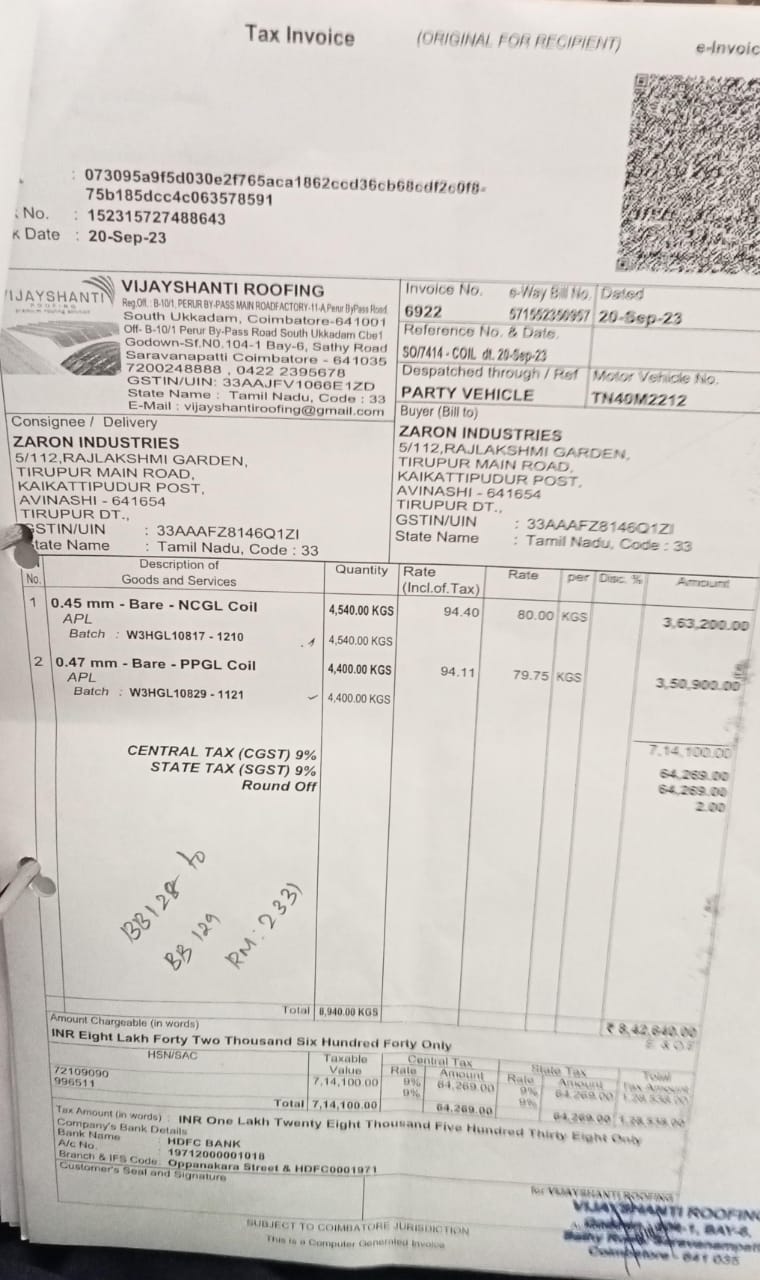 Tax Invoice
(ORIGINAL FOR RECIPIENT)
e-Invoic
: 073095a9f5d030e2f765aca1862ccd36cb68cdf2c0f8-
75b185dcc4c063578591
No. : 152315727488643
k Date : 20-Sep-23
VIJAYSHANTI
ROOFING
VIJAYSHANTI ROOFING
Reg.Off.: B-10/1, PERUR BY-PASS MAIN ROADFACTORY-11-A Perur ByPass Road
South Ukkadam, Coimbatore-641001
Off- B-10/1 Perur By-Pass Road South Ukkadam Cbe1
Godown-Sf.N0.104-1 Bay-6, Sathy Road
Saravanapatti Coimbatore - 641035
7200248888 , 0422 2395678
GSTIN/UIN: 33AAJFV1066E1ZD
State Name : Tamil Nadu, Code : 33
E-Mail : vijayshantiroofing@gmail.com
Invoice No. e-Way Bill No. Dated
6922 571552350957 20-Sep-23
Reference No. & Date.
SO/7414 - COIL dt. 20-Sep-23
Despatched through / Ref Motor Vehicle No.
PARTY VEHICLE TN40M2212
Consignee / Delivery
ZARON INDUSTRIES
5/112,RAJLAKSHMI GARDEN,
TIRUPUR MAIN ROAD,
KAIKATTIPUDUR POST,
AVINASHI - 641654
TIRUPUR DT.,
GSTIN/UIN : 33AAAFZ8146Q1ZI
State Name : Tamil Nadu, Code : 33
Buyer (Bill to)
ZARON INDUSTRIES
5/112,RAJLAKSHMI GARDEN,
TIRUPUR MAIN ROAD,
KAIKATTIPUDUR POST,
AVINASHI - 641654
TIRUPUR DT.,
GSTIN/UIN : 33AAAFZ8146Q1ZI
State Name : Tamil Nadu, Code : 33
No. Description of Goods and Services Quantity Rate (Incl.of.Tax) Rate per Disc. % Amount
1 0.45 mm - Bare - NCGL Coil 4,540.00 KGS 94.40 80.00 KGS 3,63,200.00
APL
Batch : W3HGL10817 - 1210 4,540.00 KGS
2 0.47 mm - Bare - PPGL Coil 4,400.00 KGS 94.11 79.75 KGS 3,50,900.00
APL
Batch : W3HGL10829 - 1121 4,400.00 KGS
7,14,100.00
CENTRAL TAX (CGST) 9% 64,269.00
STATE TAX (SGST) 9% 64,269.00
Round Off 2.00
BB128 to
BB 129
RM: 2331
Total 8,940.00 KGS ₹ 8,42,640.00
Amount Chargeable (in words) E & O E
INR Eight Lakh Forty Two Thousand Six Hundred Forty Only
HSN/SAC Taxable Value Central Tax State Tax Total
Rate Amount Rate Amount Tax Amount
72109090 7,14,100.00 9% 64,269.00 9% 64,269.00 1,28,538.00
996511 9% 9%
Total 7,14,100.00 64,269.00 64,269.00 1,28,538.00
Tax Amount (in words) : INR One Lakh Twenty Eight Thousand Five Hundred Thirty Eight Only
Company's Bank Details
Bank Name : HDFC BANK
A/c No. : 19712000001018
Branch & IFS Code : Oppanakara Street & HDFC0001971
Customer's Seal and Signature
for VIJAYSHANTI ROOFING
VIJAYSHANTI ROOFING
BAY-6,
Sathy Road, Saravanampatti
Coimbatore - 641 035
SUBJECT TO COIMBATORE JURISDICTION
This is a Computer Generated Invoice